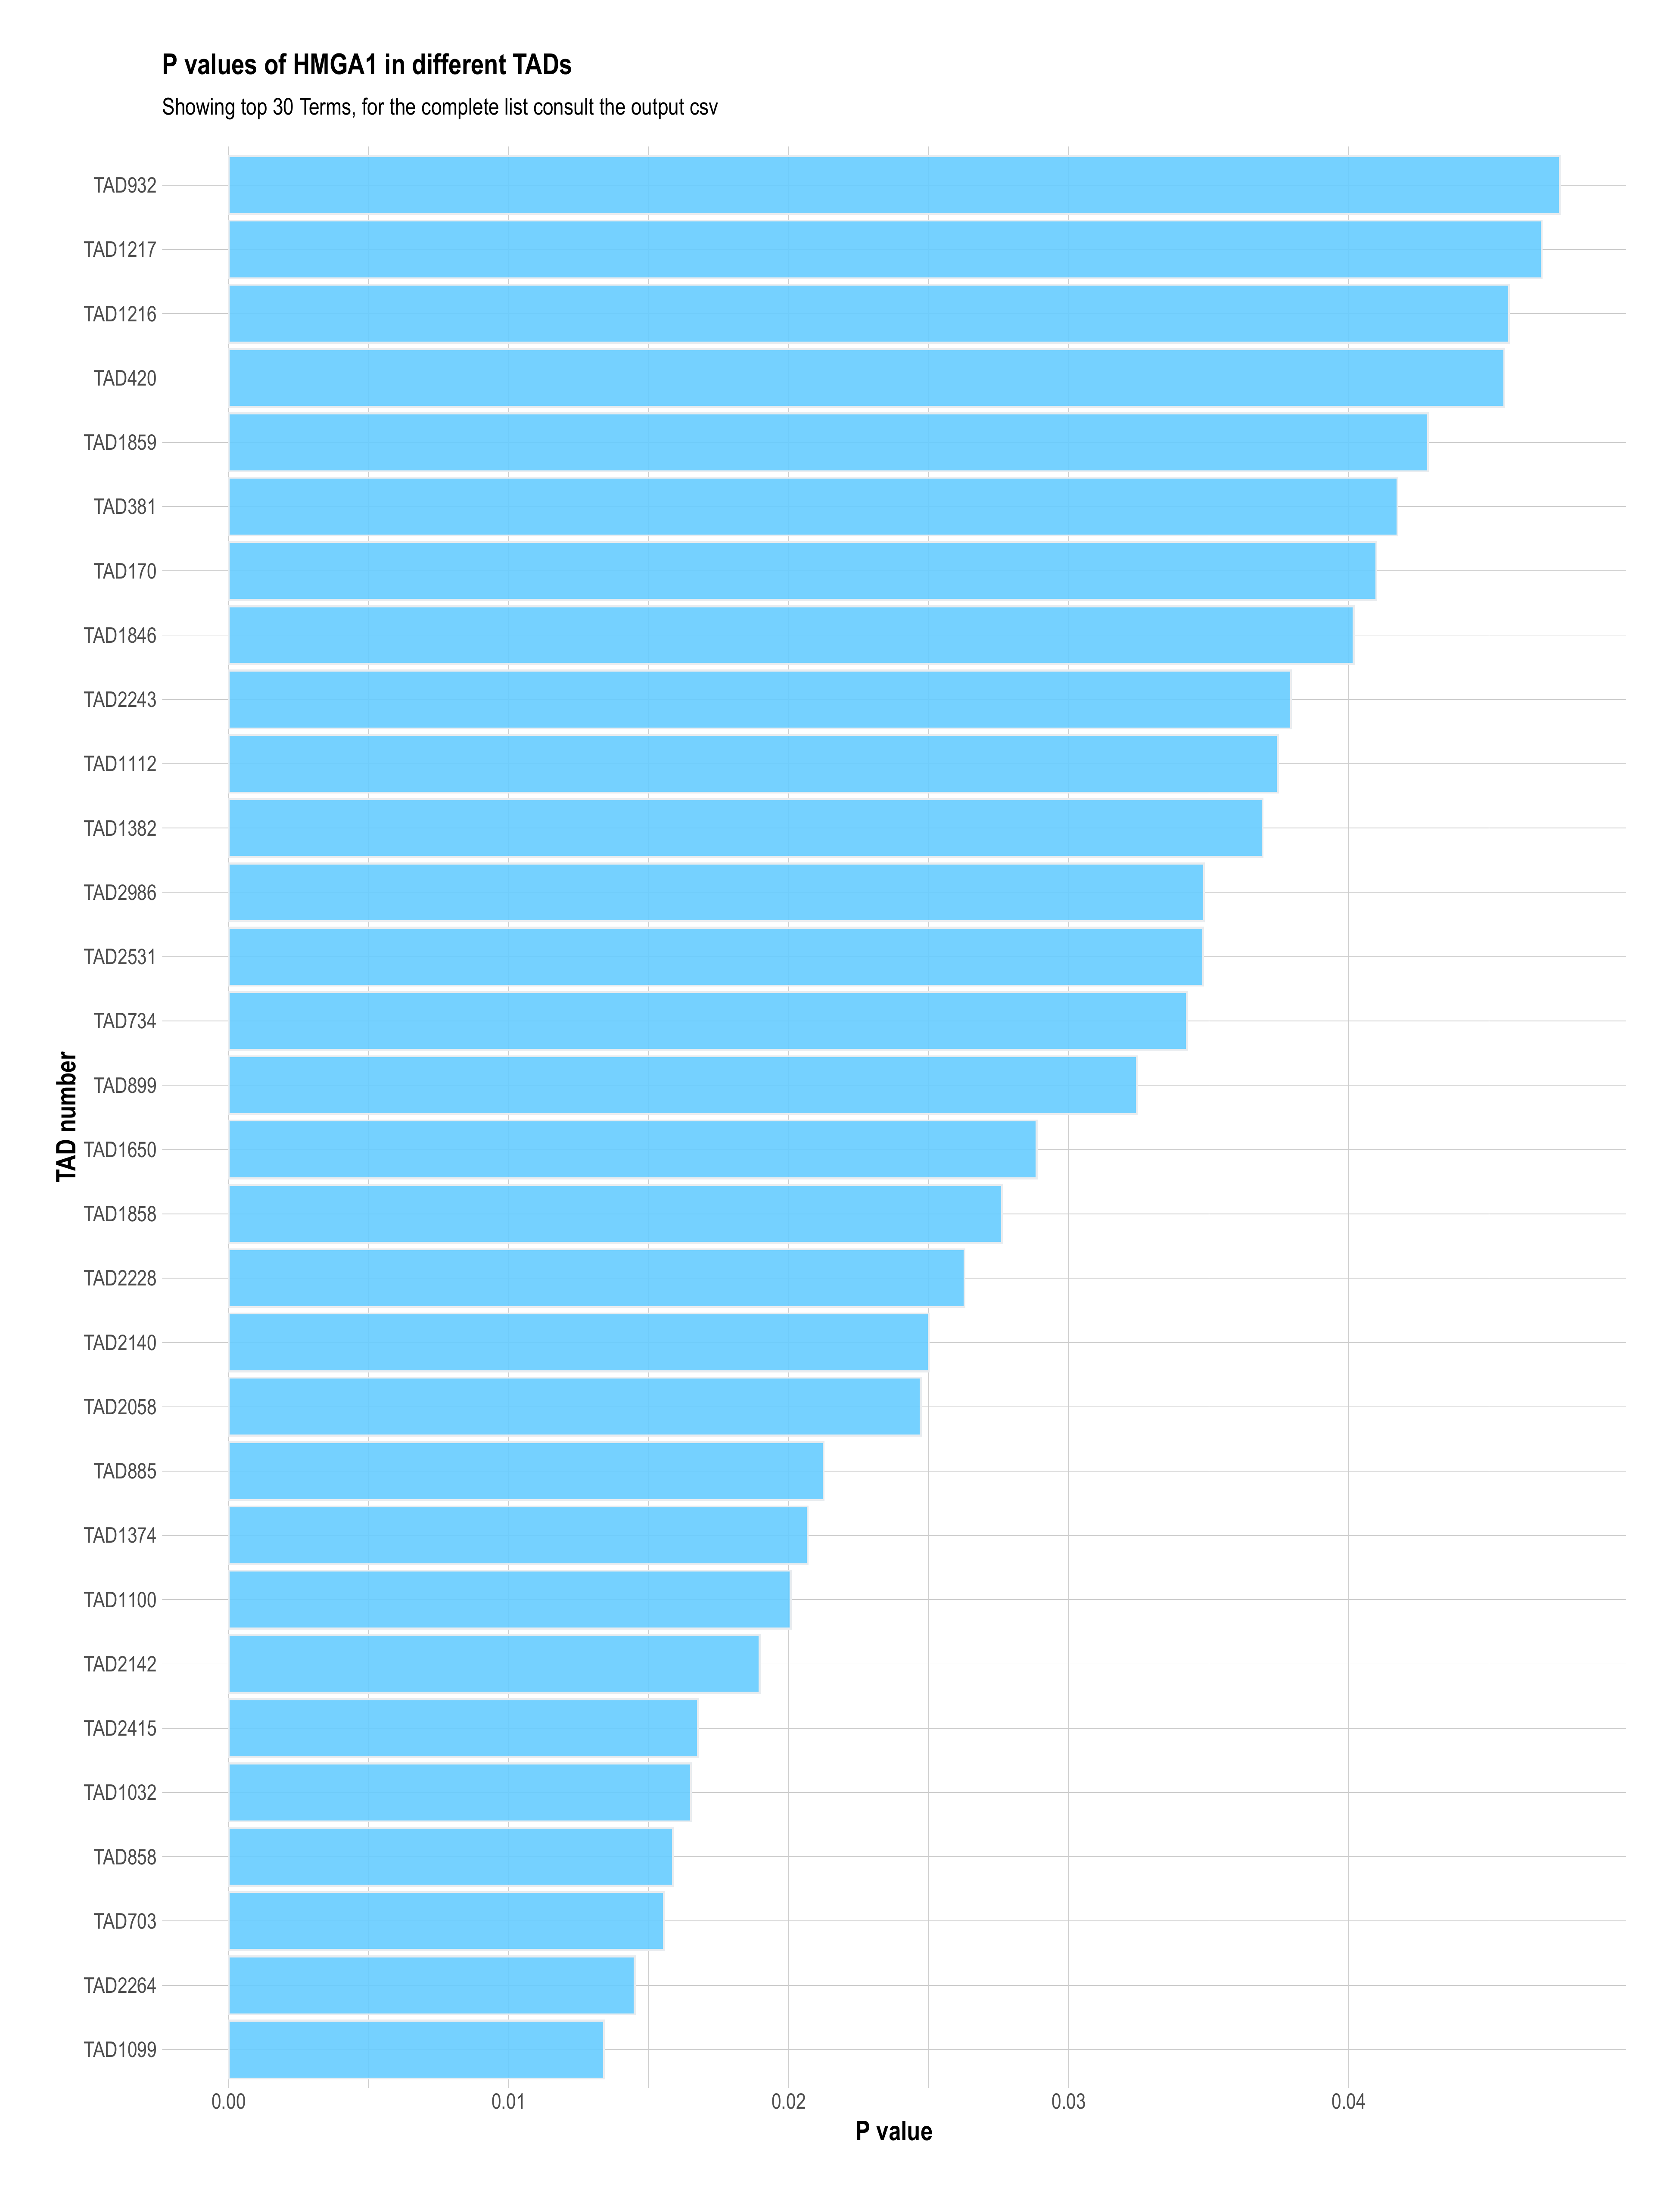 P values of HMGA1 in different TADs
Showing top 30 Terms, for the complete list consult the output csv
TAD number
TAD932
TAD1217
TAD1216
TAD420
TAD1859
TAD381
TAD170
TAD1846
TAD2243
TAD1112
TAD1382
TAD2986
TAD2531
TAD734
TAD899
TAD1650
TAD1858
TAD2228
TAD2140
TAD2058
TAD885
TAD1374
TAD1100
TAD2142
TAD2415
TAD1032
TAD858
TAD703
TAD2264
TAD1099
0.00 0.01 0.02 0.03 0.04
P value